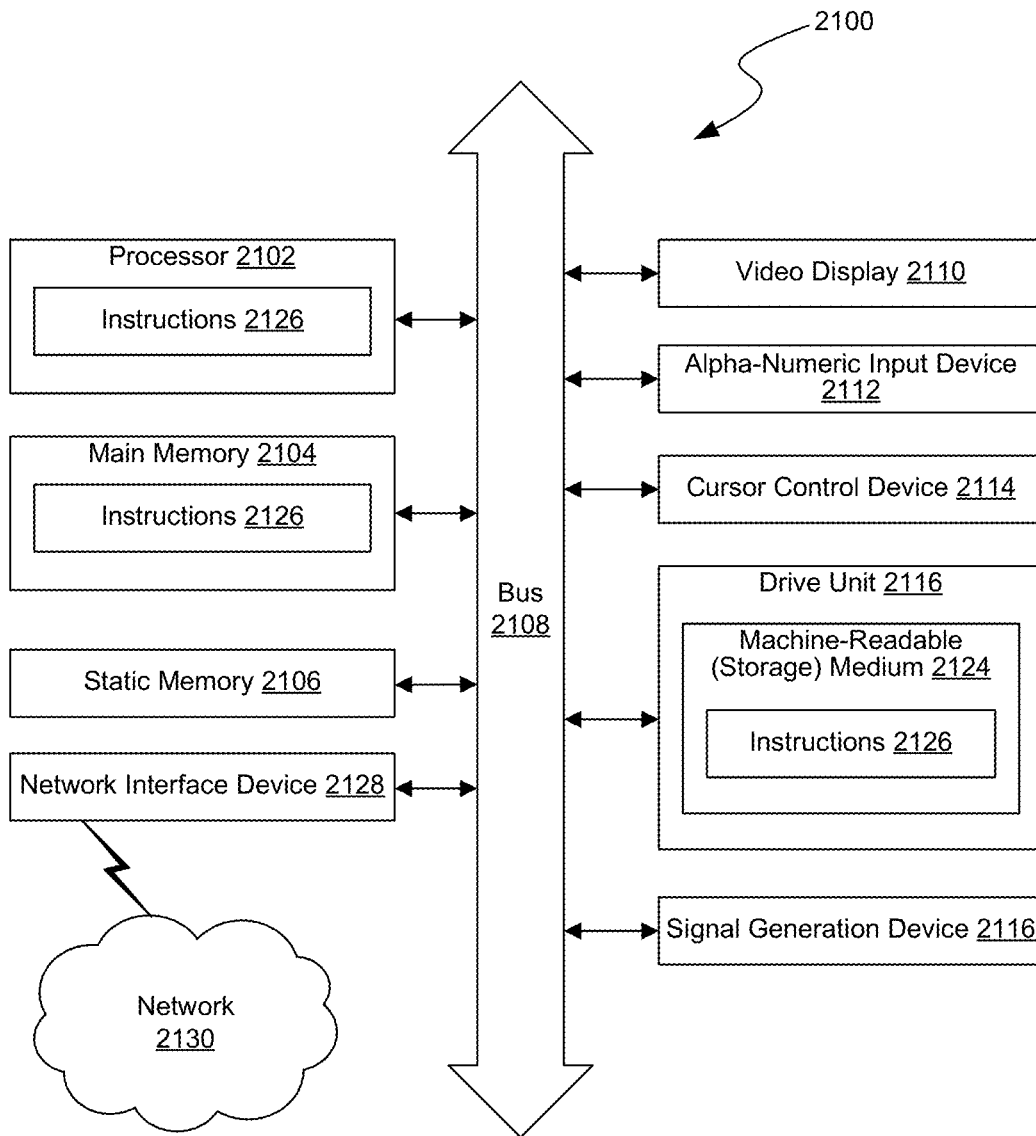 2100
Processor 2102
Instructions 2126
Main Memory 2104
Instructions 2126
Static Memory 2106
Network Interface Device 2128
Network
2130
Bus
2108
Video Display 2110
Alpha-Numeric Input Device
2112
Cursor Control Device 2114
Drive Unit 2116
Machine-Readable
(Storage) Medium 2124
Instructions 2126
Signal Generation Device 2116